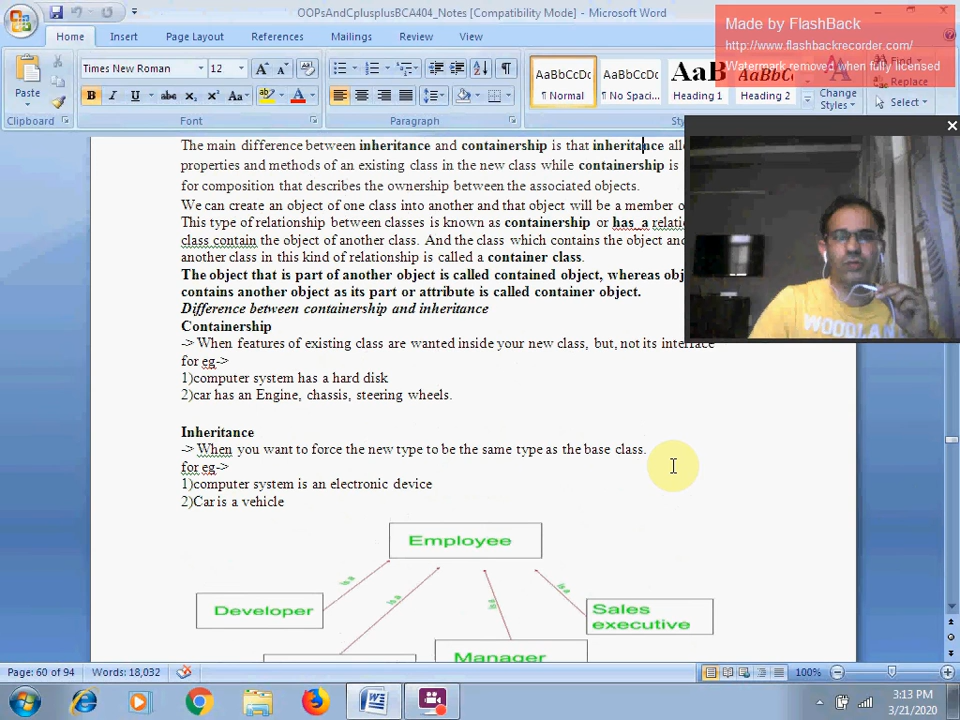 OOPsAndCplusplusBCA404_Notes [Compatibility Mode] - Microsoft Word
Made by FlashBack
http://www.flashbackrecorder.com/
Watermark removed when fully licensed
Home Insert Page Layout References Mailings Review View
Paste
Clipboard
Times New Roman 12
B I U abc X₂ X² Aa A
Font
Paragraph
AaBbCcDc AaBbCcDc AaB AaBbCc
¶ Normal ¶ No Spaci... Heading 1 Heading 2
Change Styles
Find
Replace
Select
The main difference between inheritance and containership is that inheritance
properties and methods of an existing class in the new class while containership is
for composition that describes the ownership between the associated objects.
We can create an object of one class into another and that object will be a member o
This type of relationship between classes is known as containership or has_a
class contain the object of another class. And the class which contains the object
another class in this kind of relationship is called a container class.
The object that is part of another object is called contained object, whereas
contains another object as its part or attribute is called container object.
Difference between containership and inheritance
Containership
-> When features of existing class are wanted inside your new class, but, not its interface
for eg->
1)computer system has a hard disk
2)car has an Engine, chassis, steering wheels.
Inheritance
-> When you want to force the new type to be the same type as the base class.
for eg->
1)computer system is an electronic device
2)Car is a vehicle
Employee
is a is a is a is a
Developer
Sales executive
Manager
WOODLAN
Page: 60 of 94 Words: 18,032 100%
3:13 PM
3/21/2020